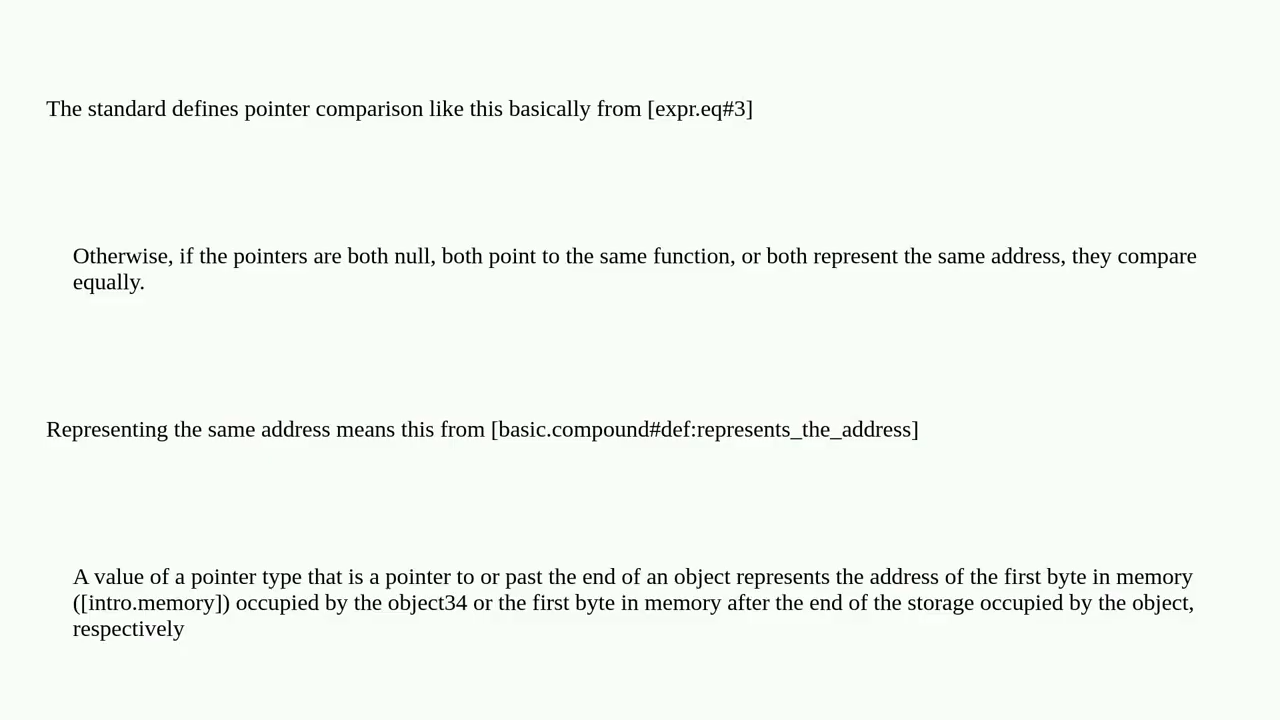 The standard defines pointer comparison like this basically from [expr.eq#3]
Otherwise, if the pointers are both null, both point to the same function, or both represent the same address, they compare
equally.
Representing the same address means this from [basic.compound#def:represents_the_address]
A value of a pointer type that is a pointer to or past the end of an object represents the address of the first byte in memory
([intro.memory]) occupied by the object34 or the first byte in memory after the end of the storage occupied by the object,
respectively